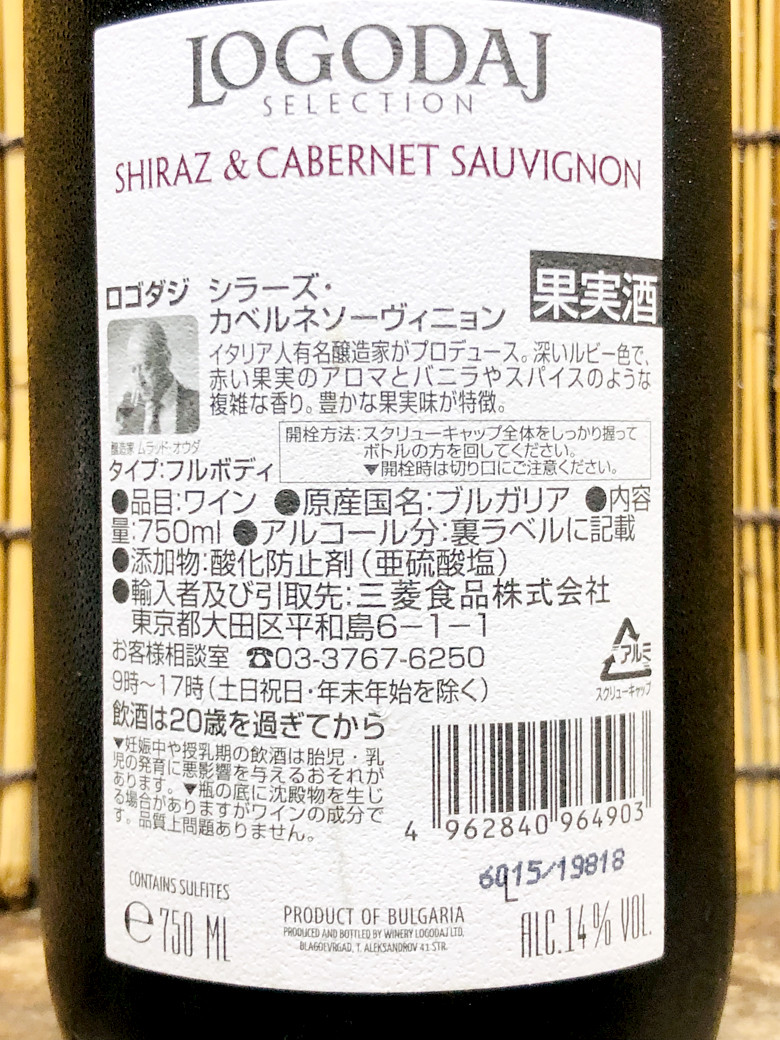 LOGODAJ
SELECTION
SHIRAZ & CABERNET SAUVIGNON
果実酒
ロゴダジ シラーズ・
カベルネソーヴィニョン
イタリア人有名醸造家がプロデュース。深いルビー色で、
赤い果実のアロマとバニラやスパイスのような
複雑な香り。豊かな果実味が特徴。
醸造家 ムラッド・オウダ
開栓方法:スクリューキャップ全体をしっかり握って
ボトルの方を回してください。
▼開栓時は切り口にご注意ください。
タイプ:フルボディ
●品目:ワイン ●原産国名:ブルガリア ●内容
量:750ml ●アルコール分:裏ラベルに記載
●添加物:酸化防止剤(亜硫酸塩)
●輸入者及び引取先:三菱食品株式会社
東京都大田区平和島6-1-1
お客様相談室 ☎03-3767-6250
9時~17時(土日祝日・年末年始を除く)
アルミ
スクリューキャップ
飲酒は20歳を過ぎてから
▼妊娠中や授乳期の飲酒は胎児・乳
児の発育に悪影響を与えるおそれが
あります。▼瓶の底に沈殿物を生じ
る場合がありますがワインの成分で
す。品質上問題ありません。
4 962840 964903
L
6015/19818
CONTAINS SULFITES
e 750 ML
PRODUCT OF BULGARIA
PRODUCED AND BOTTLED BY WINERY LOGODAJ LTD,
BLAGOEVRGAD, T. ALEKSANDROV 41 STR.
ALC.14% VOL.